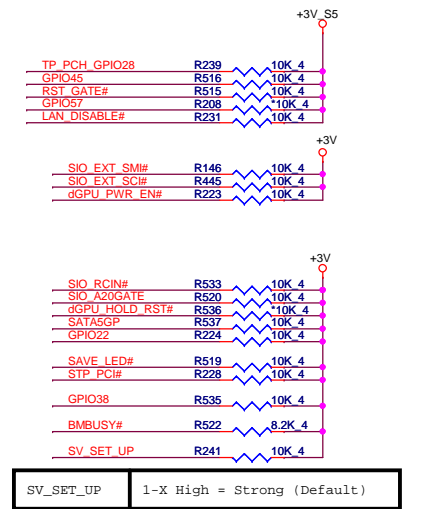 +3V_S5
TP_PCH_GPIO28 R239 10K_4
GPIO45 R516 10K_4
RST_GATE# R515 10K_4
GPIO57 R208 *10K_4
LAN_DISABLE# R231 10K_4
+3V
SIO_EXT_SMI# R146 10K_4
SIO_EXT_SCI# R445 10K_4
dGPU_PWR_EN# R223 10K_4
+3V
SIO_RCIN# R533 10K_4
SIO_A20GATE R520 10K_4
dGPU_HOLD_RST# R536 *10K_4
SATA5GP R537 10K_4
GPIO22 R224 10K_4
SAVE_LED# R519 10K_4
STP_PCI# R228 10K_4
GPIO38 R535 10K_4
BMBUSY# R522 8.2K_4
SV_SET_UP R241 10K_4
SV_SET_UP 1-X High = Strong (Default)